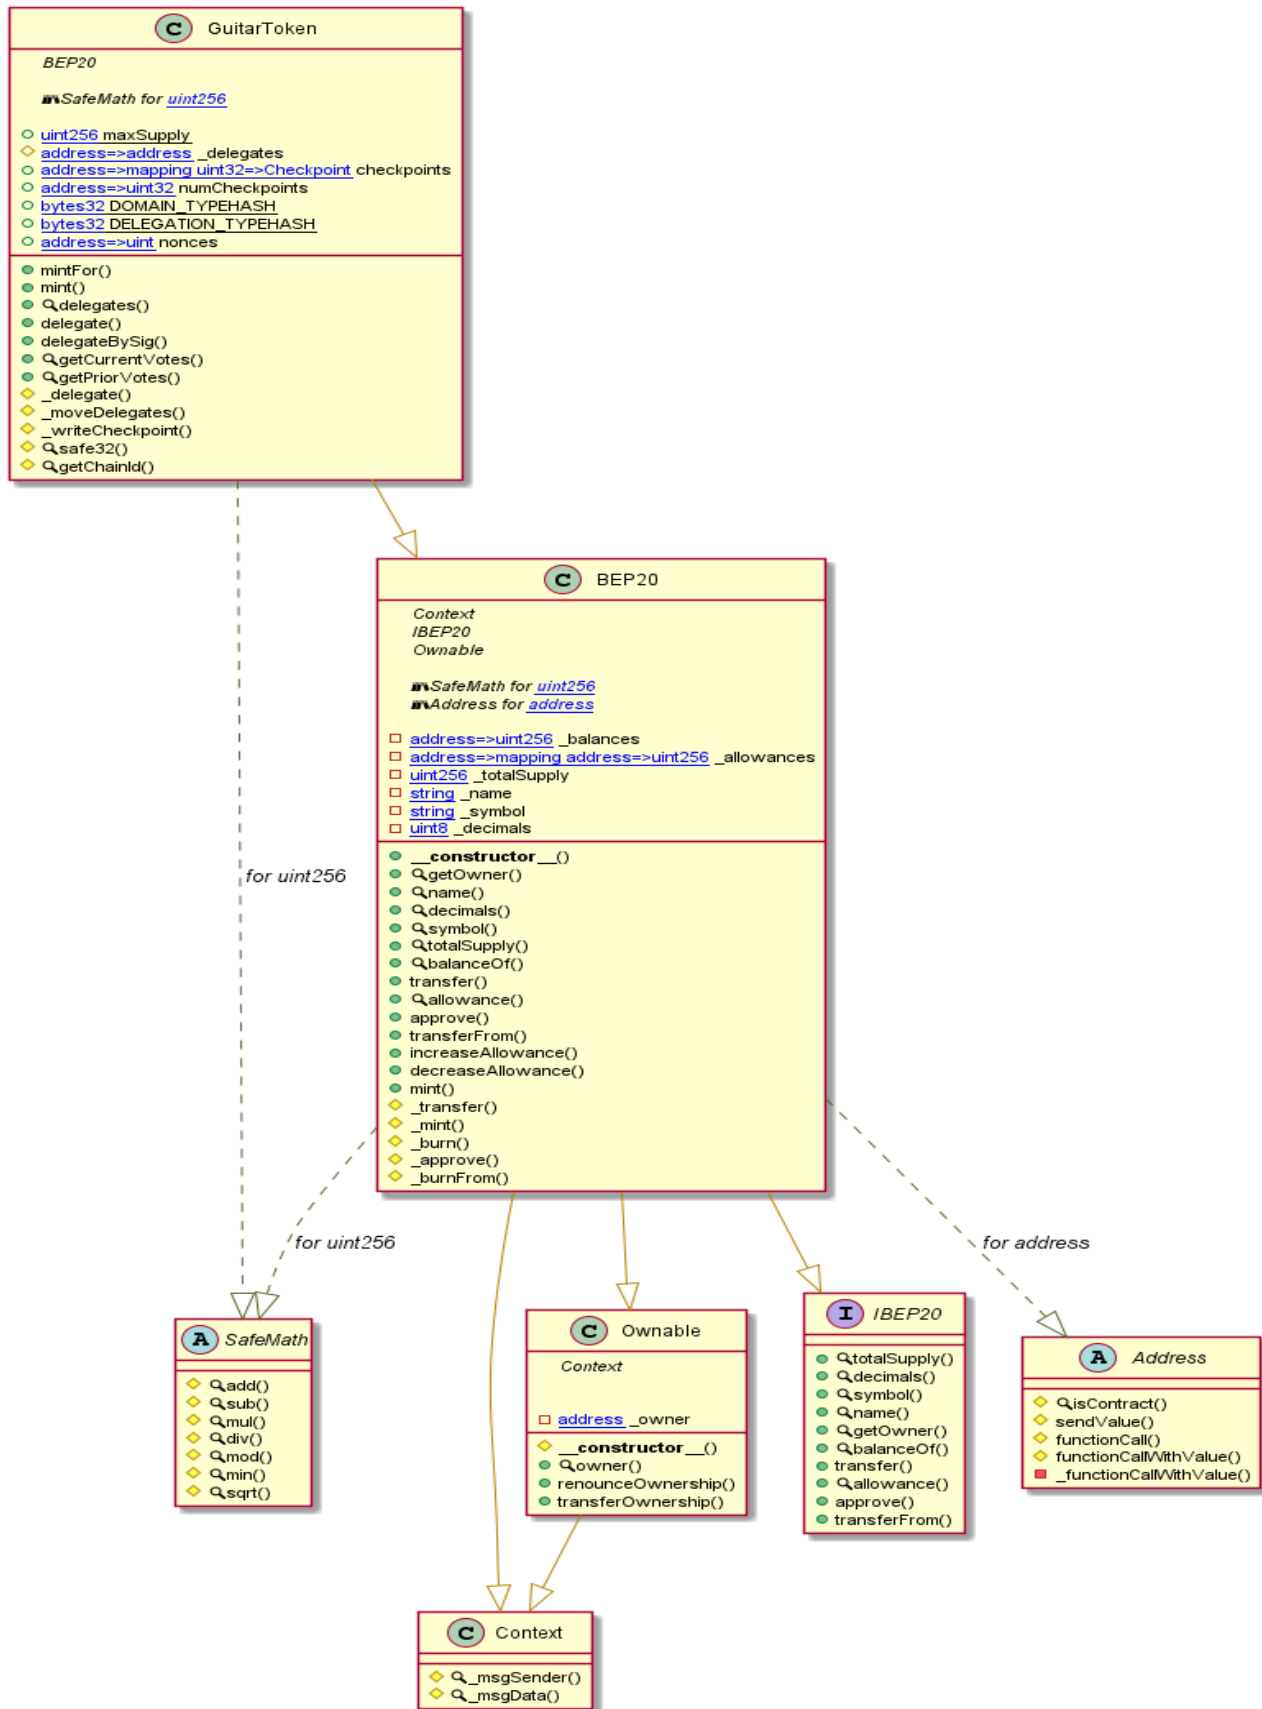 C GuitarToken
BEP20
SafeMath for uint256
uint256 maxSupply
address=>address _delegates
address=>mapping uint32=>Checkpoint checkpoints
address=>uint32 numCheckpoints
bytes32 DOMAIN_TYPEHASH
bytes32 DELEGATION_TYPEHASH
address=>uint nonces
mintFor()
mint()
delegates()
delegate()
delegateBySig()
getCurrentVotes()
getPriorVotes()
_delegate()
_moveDelegates()
_writeCheckpoint()
safe32()
getChainId()
C BEP20
Context
IBEP20
Ownable
SafeMath for uint256
Address for address
address=>uint256 _balances
address=>mapping address=>uint256 _allowances
uint256 _totalSupply
string _name
string _symbol
uint8 _decimals
__constructor__()
getOwner()
name()
decimals()
symbol()
totalSupply()
balanceOf()
transfer()
allowance()
approve()
transferFrom()
increaseAllowance()
decreaseAllowance()
mint()
_transfer()
_mint()
_burn()
_approve()
_burnFrom()
for uint256
for uint256
for address
A SafeMath
add()
sub()
mul()
div()
mod()
min()
sqrt()
C Ownable
Context
address _owner
__constructor__()
owner()
renounceOwnership()
transferOwnership()
I IBEP20
totalSupply()
decimals()
symbol()
name()
getOwner()
balanceOf()
transfer()
allowance()
approve()
transferFrom()
A Address
isContract()
sendValue()
functionCall()
functionCallWithValue()
_functionCallWithValue()
C Context
_msgSender()
_msgData()